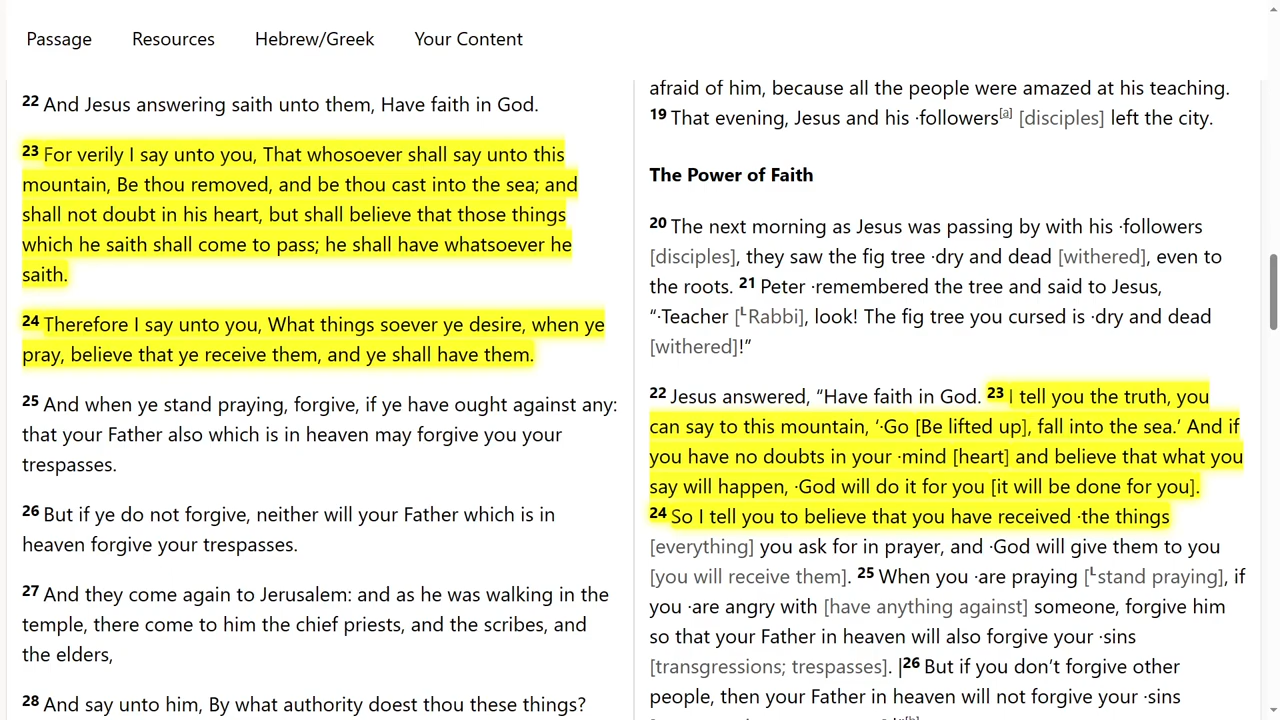 Passage Resources Hebrew/Greek Your Content
22 And Jesus answering saith unto them, Have faith in God.
23 For verily I say unto you, That whosoever shall say unto this
mountain, Be thou removed, and be thou cast into the sea; and
shall not doubt in his heart, but shall believe that those things
which he saith shall come to pass; he shall have whatsoever he
saith.
24 Therefore I say unto you, What things soever ye desire, when ye
pray, believe that ye receive them, and ye shall have them.
25 And when ye stand praying, forgive, if ye have ought against any:
that your Father also which is in heaven may forgive you your
trespasses.
26 But if ye do not forgive, neither will your Father which is in
heaven forgive your trespasses.
27 And they come again to Jerusalem: and as he was walking in the
temple, there come to him the chief priests, and the scribes, and
the elders,
28 And say unto him, By what authority doest thou these things?
afraid of him, because all the people were amazed at his teaching.
19 That evening, Jesus and his ·followers[a] [disciples] left the city.
The Power of Faith
20 The next morning as Jesus was passing by with his ·followers
[disciples], they saw the fig tree ·dry and dead [withered], even to
the roots. 21 Peter ·remembered the tree and said to Jesus,
“·Teacher [LRabbi], look! The fig tree you cursed is ·dry and dead
[withered]!”
22 Jesus answered, “Have faith in God. 23 I tell you the truth, you
can say to this mountain, ‘·Go [Be lifted up], fall into the sea.’ And if
you have no doubts in your ·mind [heart] and believe that what you
say will happen, ·God will do it for you [it will be done for you].
24 So I tell you to believe that you have received ·the things
[everything] you ask for in prayer, and ·God will give them to you
[you will receive them]. 25 When you ·are praying [Lstand praying], if
you ·are angry with [have anything against] someone, forgive him
so that your Father in heaven will also forgive your ·sins
[transgressions; trespasses]. |26 But if you don’t forgive other
people, then your Father in heaven will not forgive your ·sins